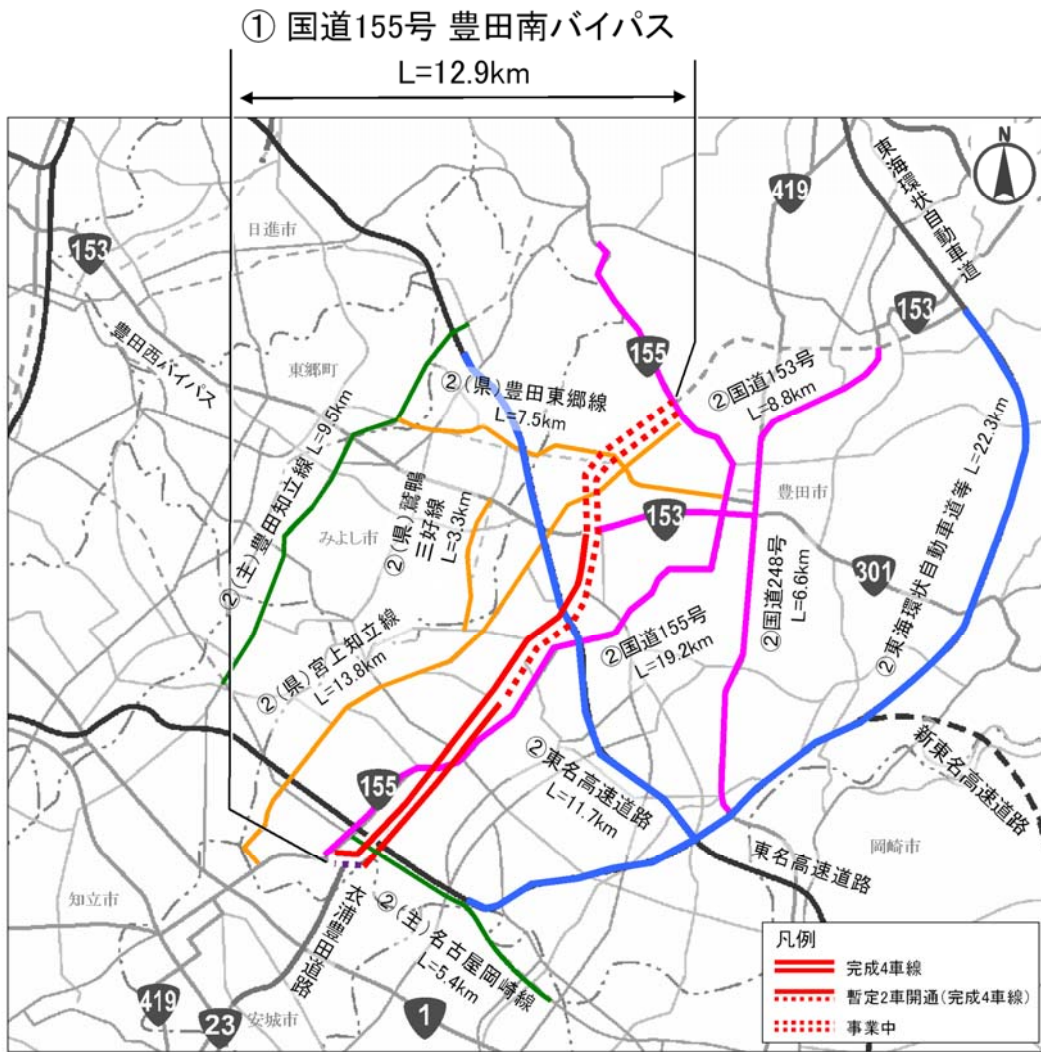 ① 国道155号 豊田南バイパス
L=12.9km
N
東海環状自動車道
419
153
日進市
153
豊田西バイパス
155
東郷町
②(県)豊田東郷線
L=7.5km
②国道153号
L=8.8km
②(主)豊田知立線 L=9.5km
②(県)鷲鴨
三好線
L=3.3km
みよし市
豊田市
153
301
②国道248号
L=6.6km
②東海環状自動車道等 L=22.3km
②国道155号
L=19.2km
②(県)宮上知立線
L=13.8km
②東名高速道路
L=11.7km
新東名高速道路
155
東名高速道路
岡崎市
知立市
衣浦豊田道路
②(主)名古屋岡崎線
L=5.4km
419
23
安城市
1
凡例
完成4車線
暫定2車開通(完成4車線)
事業中